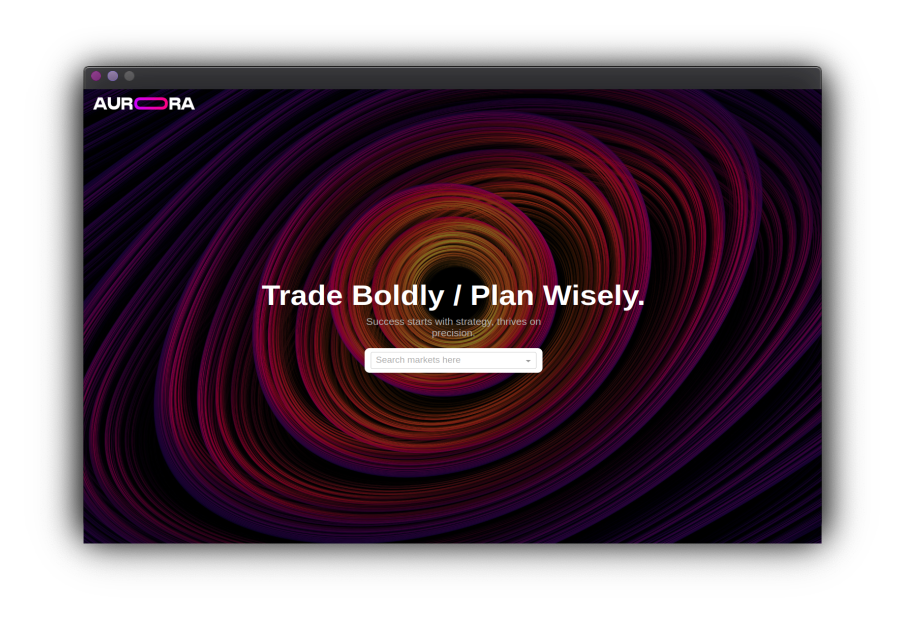 AURORA
Trade Boldly / Plan Wisely.
Success starts with strategy, thrives on
precision.
Search markets here